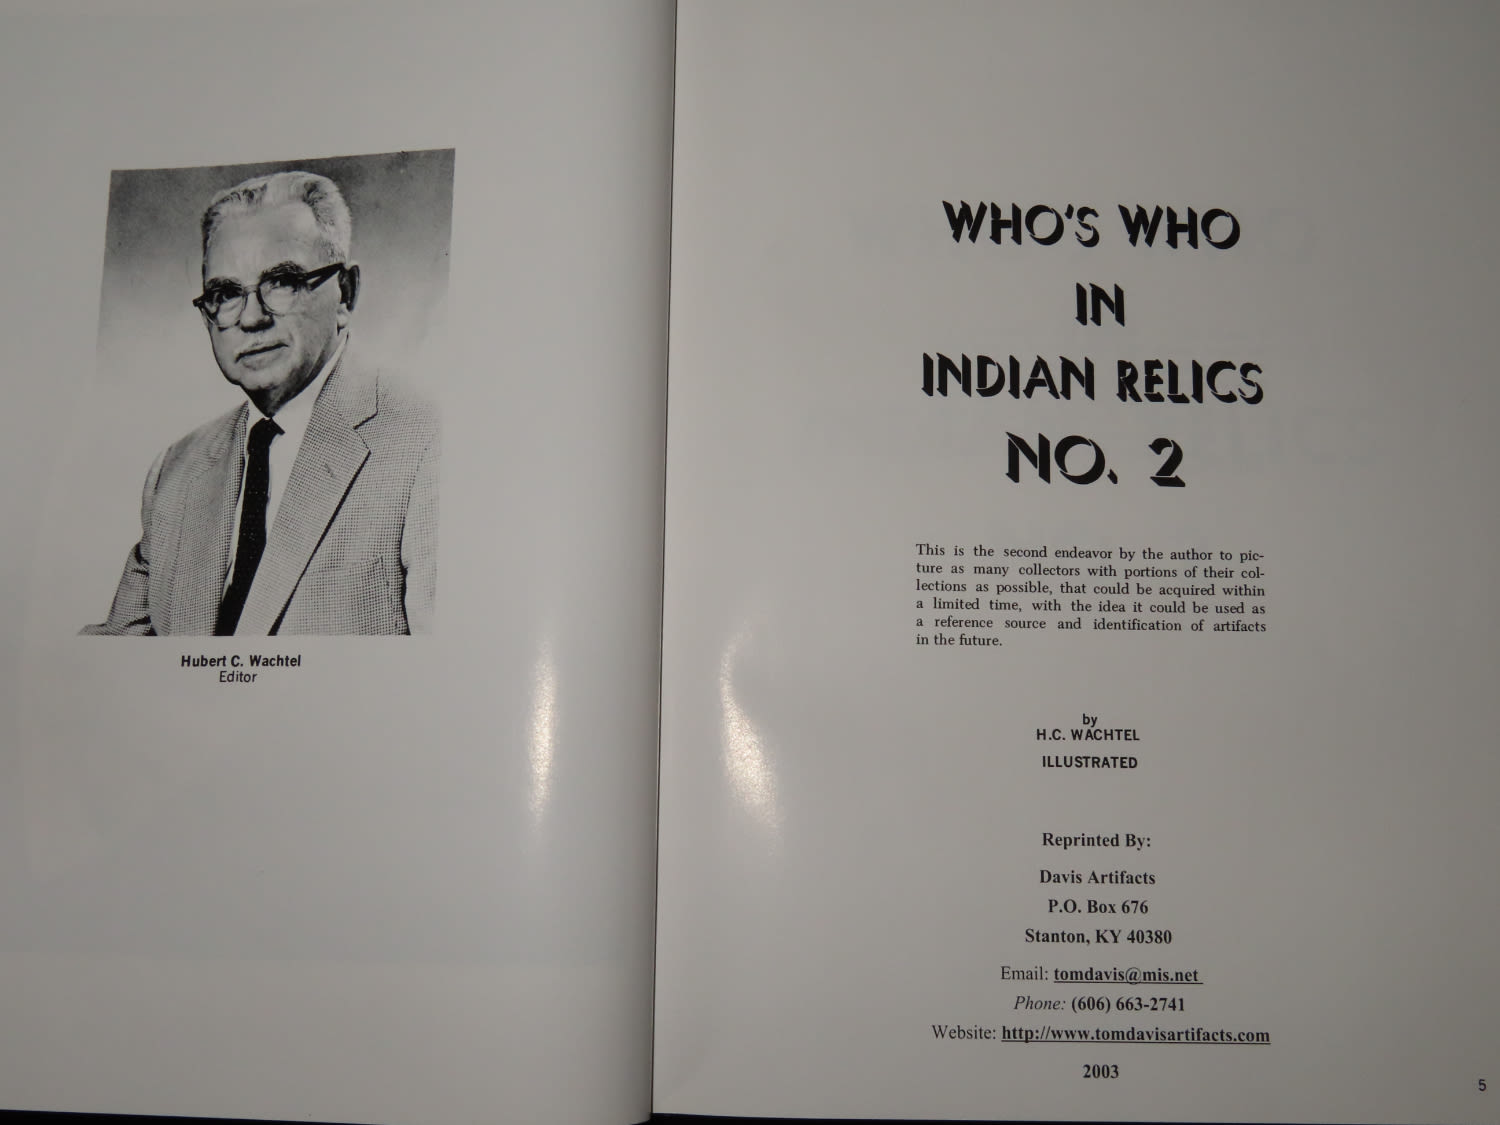 Hubert C. Wachtel
Editor
WHO'S WHO
IN
INDIAN RELICS
NO. 2
This is the second endeavor by the author to pic-
ture as many collectors with portions of their col-
lections as possible, that could be acquired within
a limited time, with the idea it could be used as
a reference source and identification of artifacts
in the future.
by
H.C. WACHTEL
ILLUSTRATED
Reprinted By:
Davis Artifacts
P.O. Box 676
Stanton, KY 40380
Email: tomdavis@mis.net
Phone: (606) 663-2741
Website: http://www.tomdavisartifacts.com
2003
5